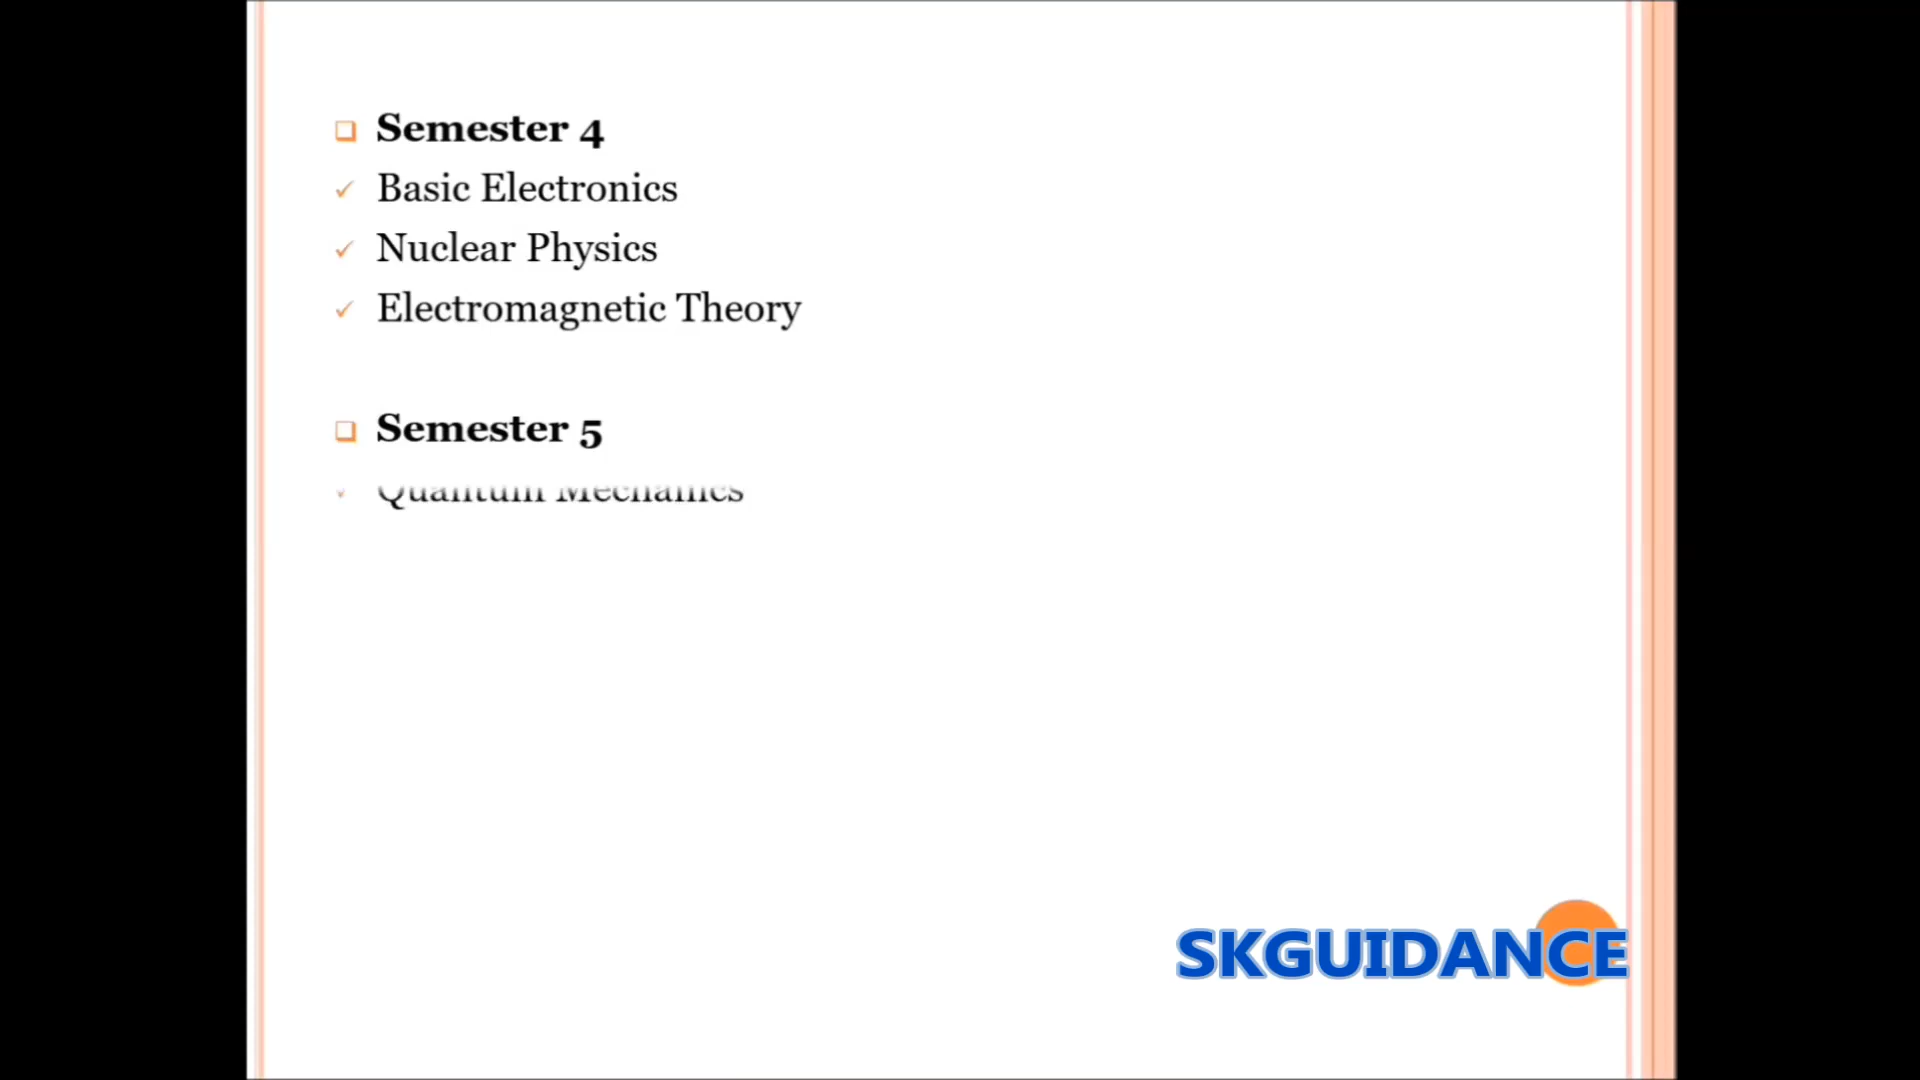 Semester 4
Basic Electronics
Nuclear Physics
Electromagnetic Theory
Semester 5
Quantum Mechanics
SKGUIDANCE